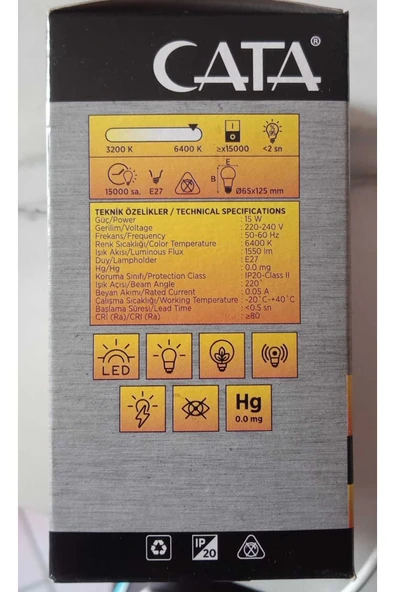 CATA®
3200 K 6400 K ≥x15000 <2 sn
15000 sa. E27 B E Ø65x125 mm
TEKNİK ÖZELİKLER / TECHNICAL SPECIFICATIONS
Güç/Power : 15 W
Gerilim/Voltage : 220-240 V
Frekans/Frequency : 50-60 Hz
Renk Sıcaklığı/Color Temperature : 6400 K
Işık Akısı/Luminous Flux : 1550 lm
Duy/Lampholder : E27
Hg/Hg : 0.0 mg
Koruma Sınıfı/Protection Class : IP20-Class II
Işık Açısı/Beam Angle : 220°
Beyan Akımı/Rated Current : 0.05 A
Çalışma Sıcaklığı/Working Temperature : -20°C-+40°C
Başlama Süresi/Lead Time : <0.5 sn
CRI (Ra)/CRI (Ra) : ≥80
LED
Hg
0.0 mg
IP
20